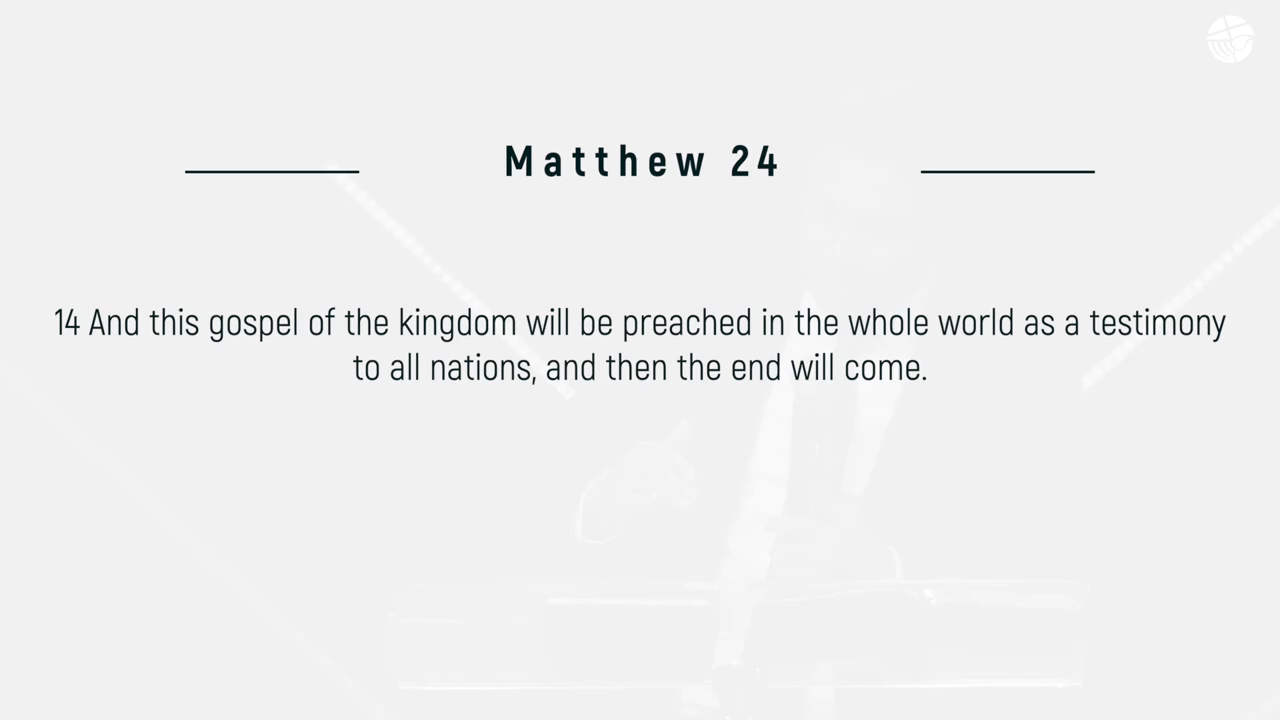 Matthew 24
14 And this gospel of the kingdom will be preached in the whole world as a testimony
to all nations, and then the end will come.